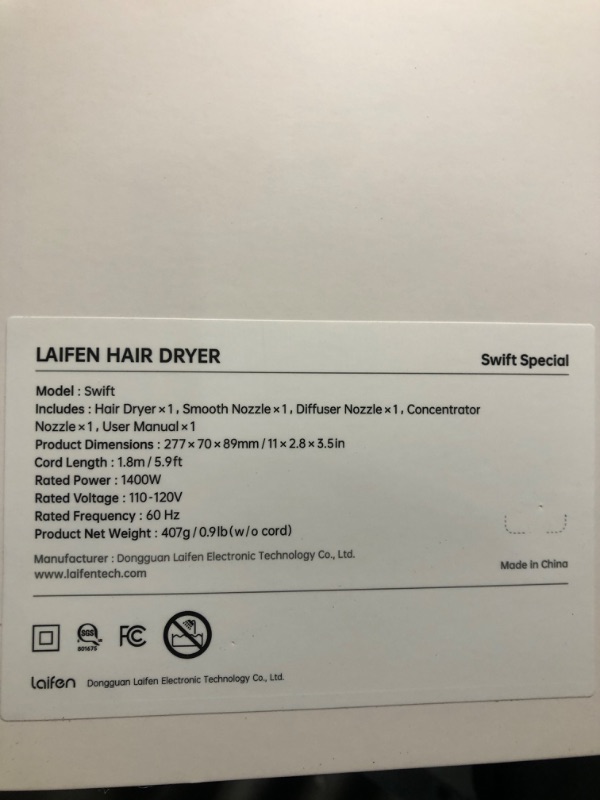 LAIFEN HAIR DRYER
Swift Special
Model : Swift
Includes : Hair Dryer×1, Smooth Nozzle×1, Diffuser Nozzle×1, Concentrator
Nozzle×1, User Manual×1
Product Dimensions : 277×70×89mm/11×2.8×3.5in
Cord Length : 1.8m/5.9ft
Rated Power : 1400W
Rated Voltage : 110-120V
Rated Frequency : 60 Hz
Product Net Weight : 407g/0.9lb(w/o cord)
Manufacturer : Dongguan Laifen Electronic Technology Co., Ltd.
www.laifentech.com
Made in China
SGS
801675
FC
laifen Dongguan Laifen Electronic Technology Co., Ltd.